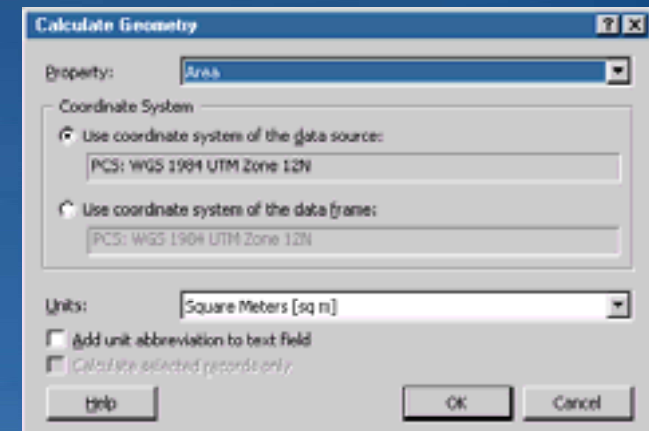 Calculate Geometry
Property: Area
Coordinate System
Use coordinate system of the data source:
PCS: WGS 1984 UTM Zone 12N
Use coordinate system of the data frame:
PCS: WGS 1984 UTM Zone 12N
Units: Square Meters [sq m]
Add unit abbreviation to text field
Calculate selected records only
Help OK Cancel